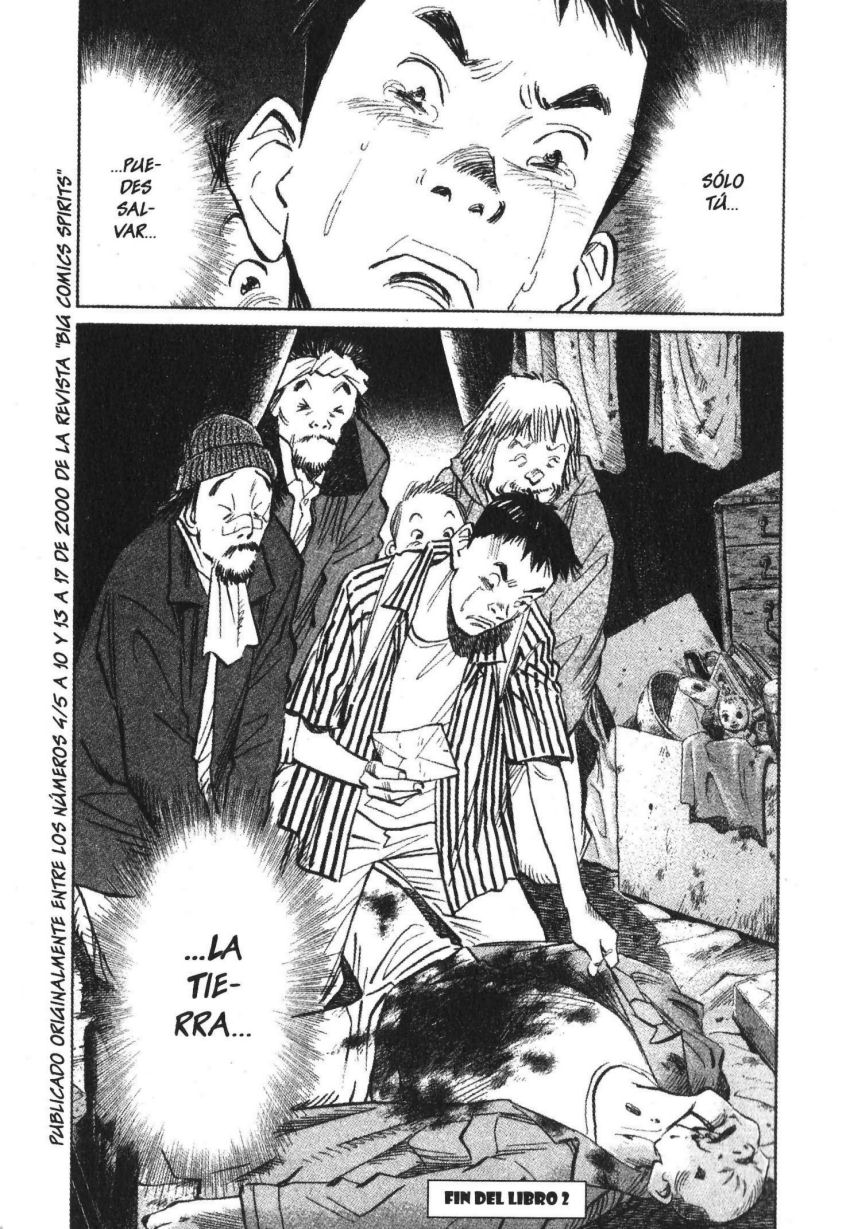 SÓLO
TÚ...
...PUE-
DES
SAL-
VAR...
...LA
TIE-
RRA...
FIN DEL LIBRO 2
PUBLICADO ORIGINALMENTE ENTRE LOS NÚMEROS 4/5 A 10 Y 13 A 17 DE 2000 DE LA REVISTA "BIG COMICS SPIRITS"